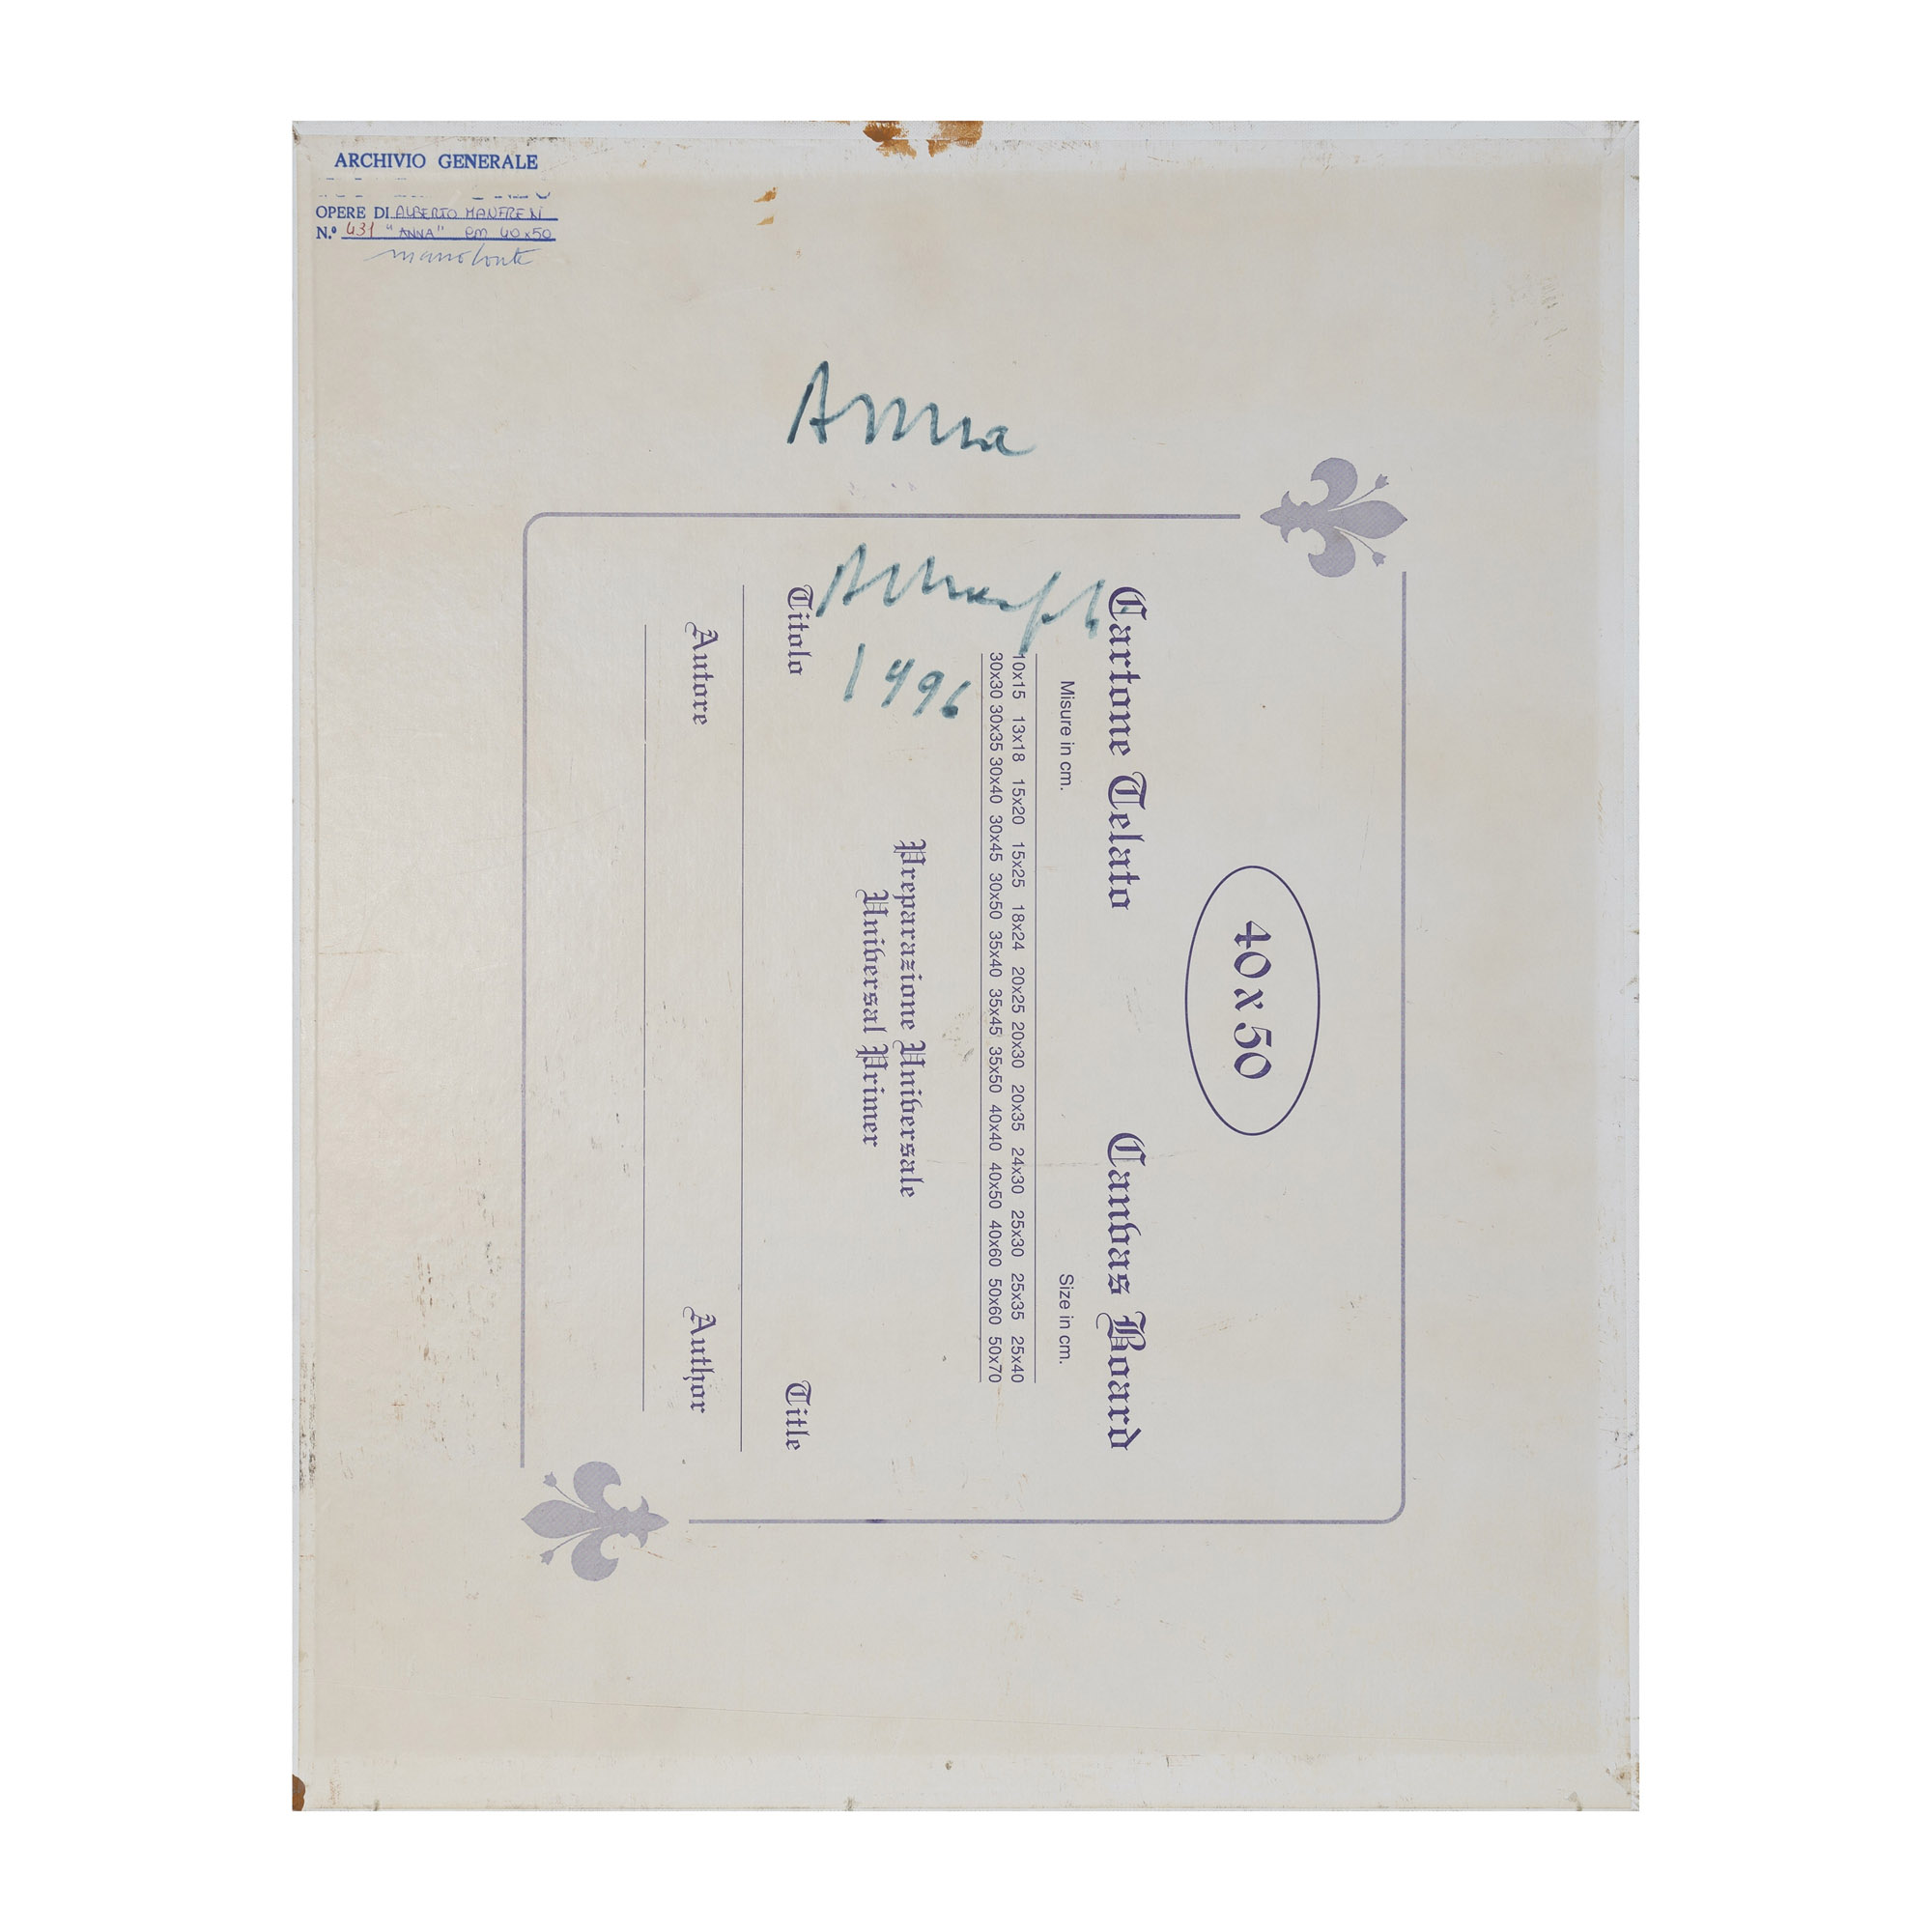 ARCHIVIO GENERALE
OPERE DI ALBERTO MANFREDI
N.º 431 "ANNA" cm 40x50
Anna
1996
40 x 50
Cartone Telato Canvas Board
Misure in cm. Size in cm.
10x15 13x18 15x20 15x25 18x24 20x25 20x30 20x35 24x30 25x30 25x35 25x40
30x30 30x35 30x40 30x45 30x50 35x40 35x45 35x50 40x40 40x50 40x60 50x60 50x70
Preparazione Universale
Universal Primer
Titolo Title
Autore Author